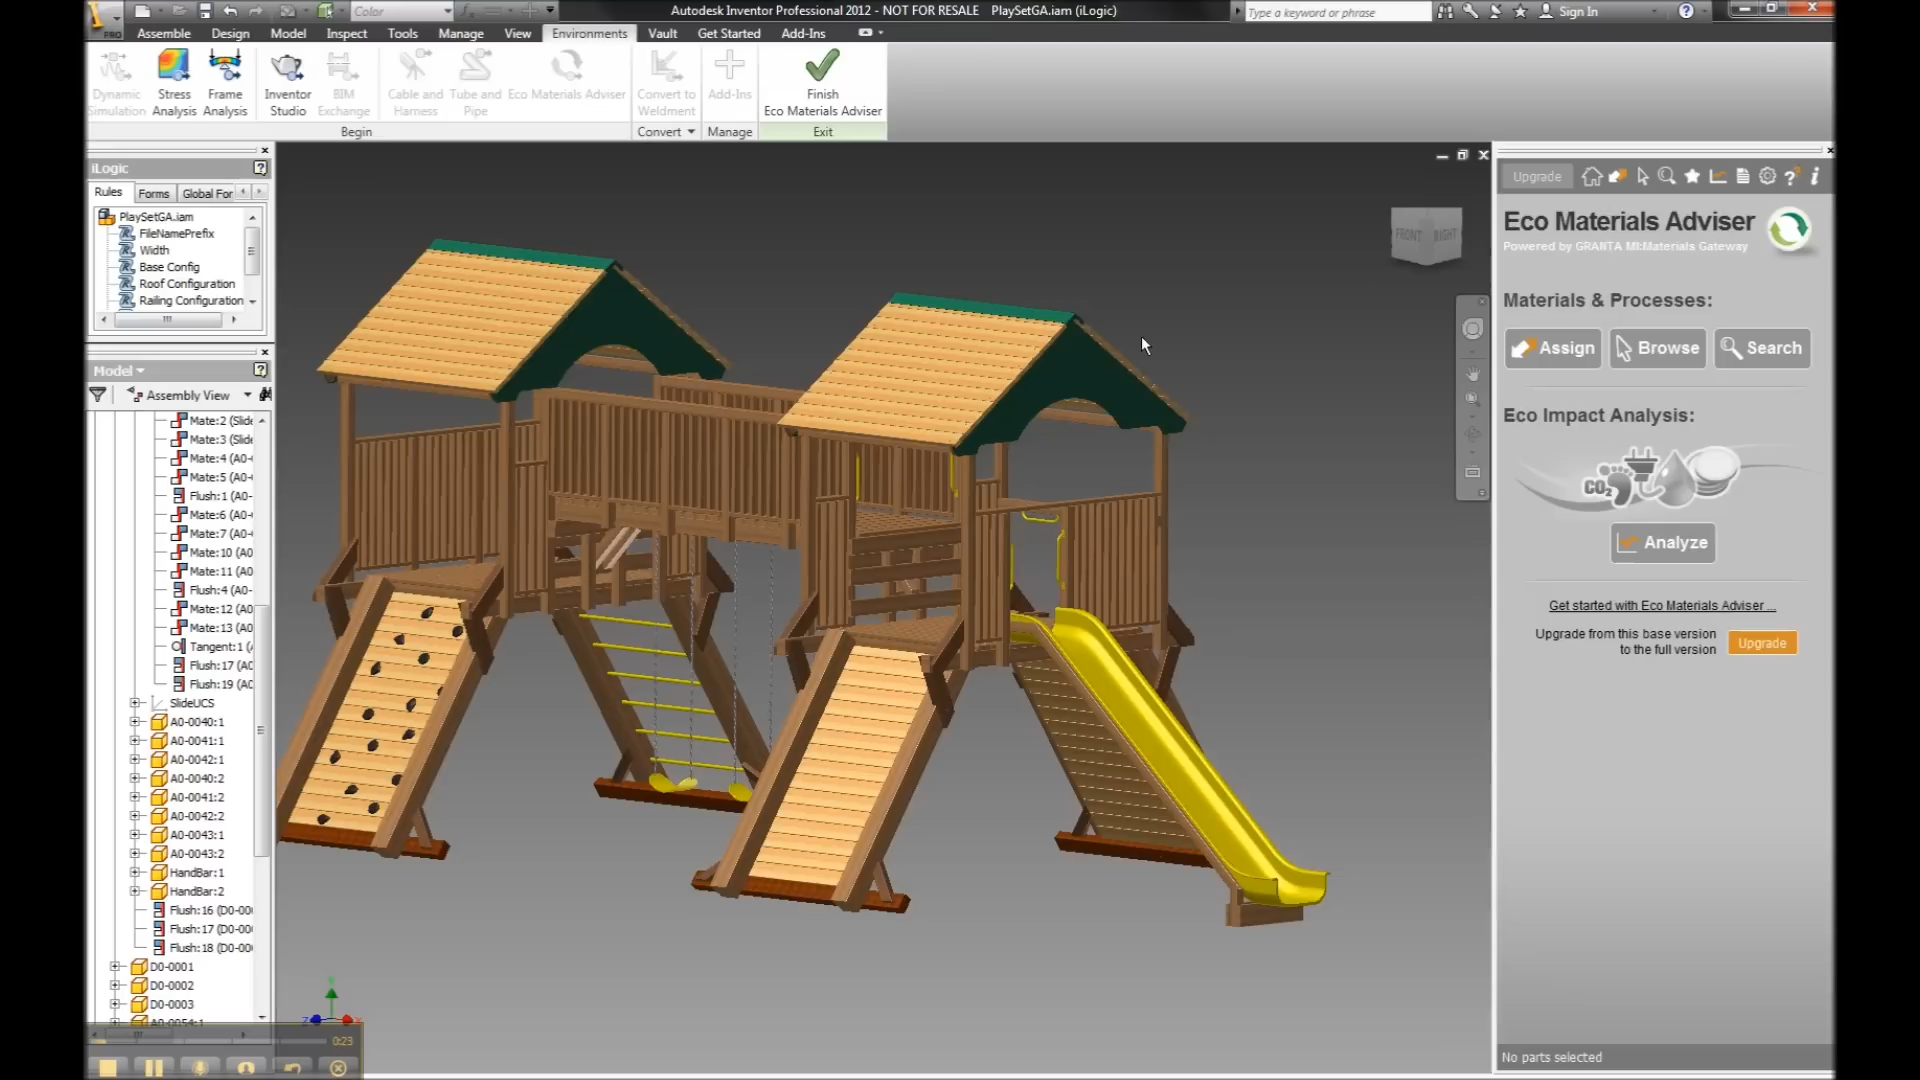 Color
Autodesk Inventor Professional 2012 - NOT FOR RESALE PlaySetGA.iam (iLogic)
Type a keyword or phrase
Sign In
PRO
Assemble Design Model Inspect Tools Manage View Environments Vault Get Started Add-Ins
Dynamic Simulation
Stress Analysis
Frame Analysis
Inventor Studio
BIM Exchange
Cable and Harness
Tube and Pipe
Eco Materials Adviser
Convert to Weldment
Add-Ins
Finish Eco Materials Adviser
Begin Convert Manage Exit
iLogic
Rules Forms Global For
PlaySetGA.iam
FileNamePrefix
Width
Base Config
Roof Configuration
Railing Configuration
Model
Assembly View
Mate:2 (Slide
Mate:3 (Slide
Mate:4 (A0-
Mate:5 (A0-
Flush:1 (A0-
Mate:6 (A0-
Mate:7 (A0-
Mate:10 (A0
Mate:11 (A0
Flush:4 (A0-
Mate:12 (A0
Mate:13 (A0
Tangent:1 (
Flush:17 (A0
Flush:19 (A0
SlideUCS
A0-0040:1
A0-0041:1
A0-0042:1
A0-0040:2
A0-0041:2
A0-0042:2
A0-0043:1
A0-0043:2
HandBar:1
HandBar:2
Flush:16 (D0-00
Flush:17 (D0-00
Flush:18 (D0-00
D0-0001
D0-0002
D0-0003
A0-0054:1
0:23
FRONT RIGHT
Upgrade
Eco Materials Adviser
Powered by GRANTA MI:Materials Gateway
Materials & Processes:
Assign Browse Search
Eco Impact Analysis:
CO2
Analyze
Get started with Eco Materials Adviser ...
Upgrade from this base version
to the full version
Upgrade
No parts selected